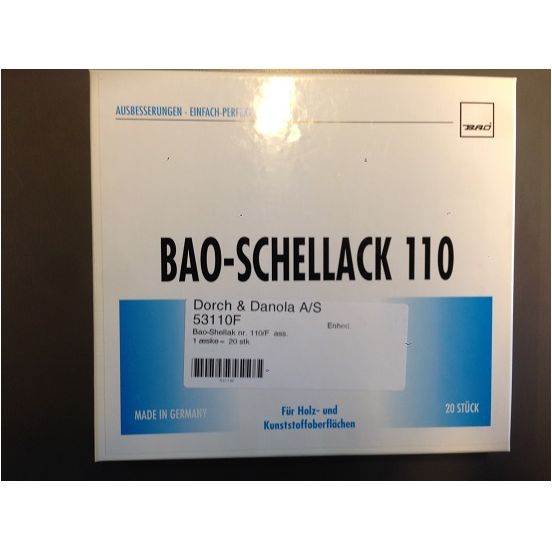 AUSBESSERUNGEN - EINFACH-PERFEKT
BAO
BAO-SCHELLACK 110
Dorch & Danola A/S
53110F
Enhed.
Bao-Shellak nr. 110/F ass.
1 æske= 20 stk
MADE IN GERMANY
Für Holz- und
Kunststoffoberflächen
20 STÜCK